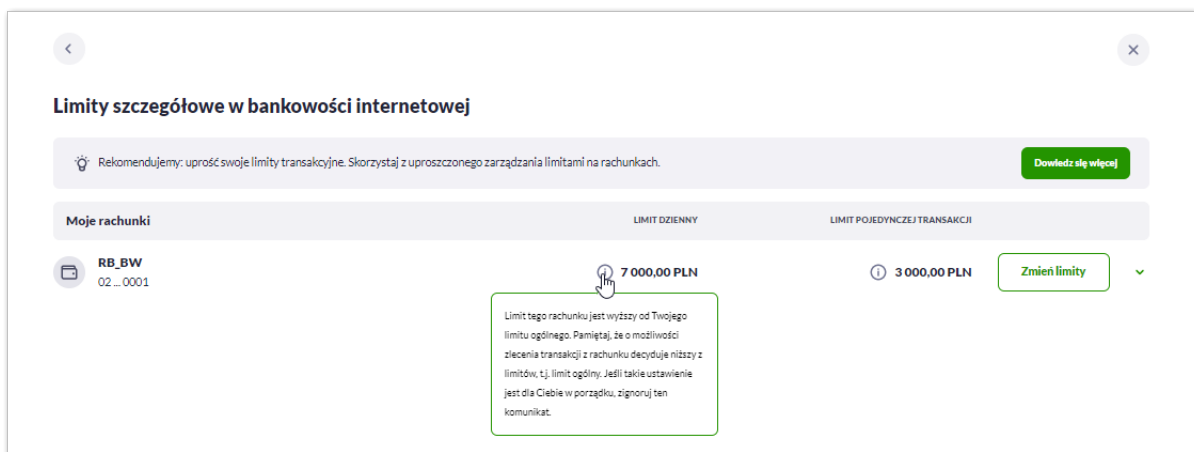 Limity szczegółowe w bankowości internetowej
Rekomendujemy: uprość swoje limity transakcyjne. Skorzystaj z uproszczonego zarządzania limitami na rachunkach.
Dowiedz się więcej
Moje rachunki LIMIT DZIENNY LIMIT POJEDYNCZEJ TRANSAKCJI
RB_BW
02 ... 0001
7 000,00 PLN 3 000,00 PLN Zmień limity
Limit tego rachunku jest wyższy od Twojego
limitu ogólnego. Pamiętaj, że o możliwości
zlecenia transakcji z rachunku decyduje niższy z
limitów, t.j. limit ogólny. Jeśli takie ustawienie
jest dla Ciebie w porządku, zignoruj ten
komunikat.